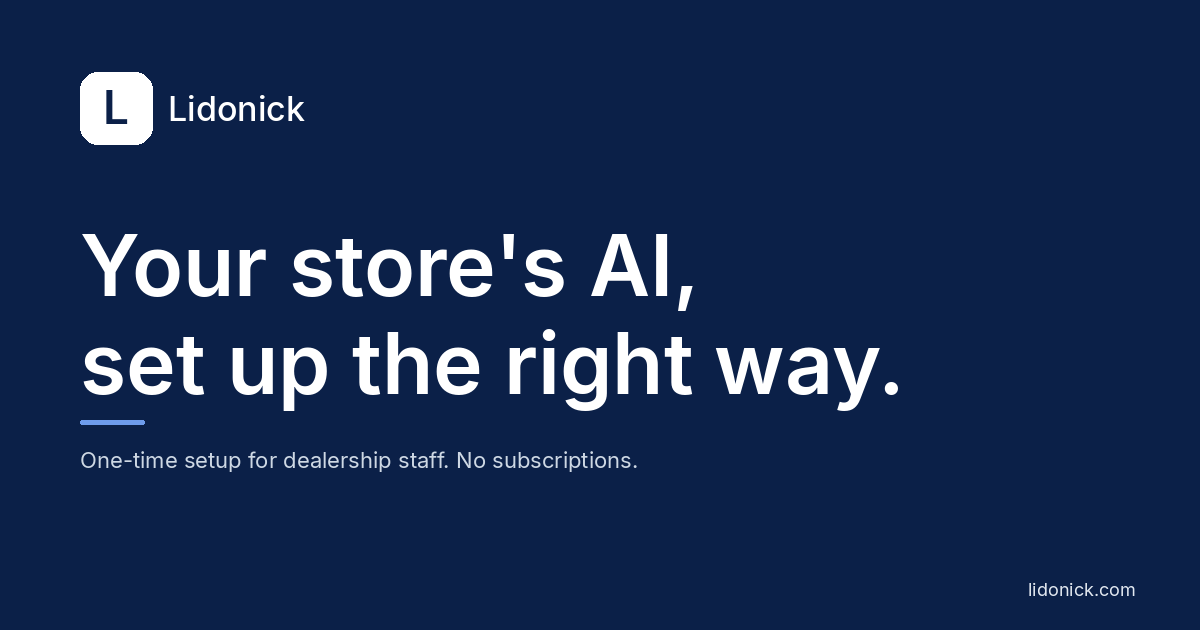 L
Lidonick
Your store's AI,
set up the right way.
One-time setup for dealership staff. No subscriptions.
lidonick.com